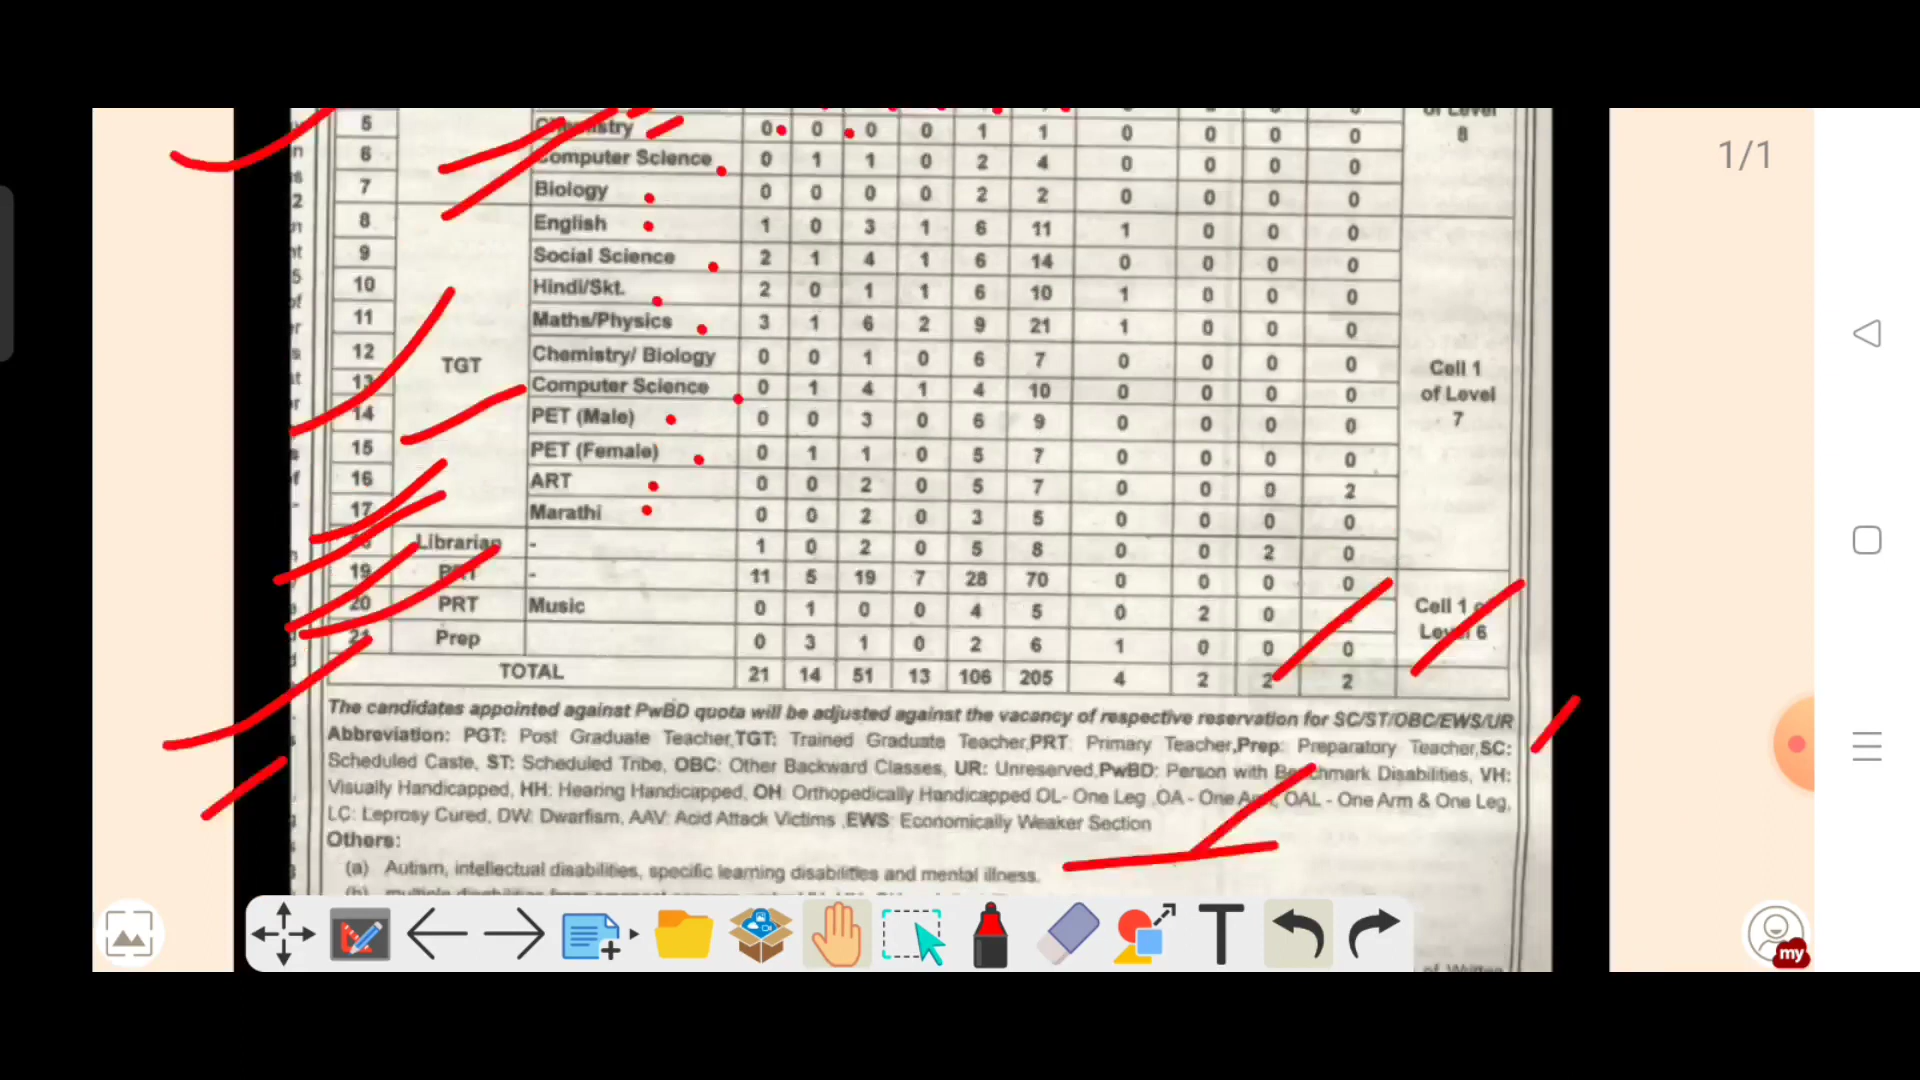 of Level
8
1/1
5 Chemistry 0 0 0 0 1 1 0 0 0 0
6 Computer Science 0 1 1 0 2 4 0 0 0 0
7 Biology 0 0 0 0 2 2 0 0 0 0
8 English 1 0 3 1 6 11 1 0 0 0
9 Social Science 2 1 4 1 6 14 0 0 0 0
10 Hindi/Skt. 2 0 1 1 6 10 1 0 0 0
11 Maths/Physics 3 1 6 2 9 21 1 0 0 0
12 TGT Chemistry/ Biology 0 0 1 0 6 7 0 0 0 0 Cell 1
13 Computer Science 0 1 4 1 4 10 0 0 0 0 of Level
14 PET (Male) 0 0 3 0 6 9 0 0 0 0 7
15 PET (Female) 0 1 1 0 5 7 0 0 0 0
16 ART 0 0 2 0 5 7 0 0 0 2
17 Marathi 0 0 2 0 3 5 0 0 0 0
Librarian - 1 0 2 0 5 8 0 0 2 0
19 PRT - 11 5 19 7 28 70 0 0 0 0
20 PRT Music 0 1 0 0 4 5 0 2 0 Cell 1 of
21 Prep 0 3 1 0 2 6 1 0 0 0 Level 6
TOTAL 21 14 51 13 106 205 4 2 2 2
The candidates appointed against PwBD quota will be adjusted against the vacancy of respective reservation for SC/ST/OBC/EWS/UR
Abbreviation: PGT: Post Graduate Teacher,TGT: Trained Graduate Teacher,PRT: Primary Teacher,Prep: Preparatory Teacher,SC:
Scheduled Caste, ST: Scheduled Tribe, OBC: Other Backward Classes, UR: Unreserved,PwBD: Person with Benchmark Disabilities, VH:
Visually Handicapped, HH: Hearing Handicapped, OH: Orthopedically Handicapped OL- One Leg ,OA - One Arm, OAL - One Arm & One Leg,
LC: Leprosy Cured, DW: Dwarfism, AAV: Acid Attack Victims ,EWS: Economically Weaker Section
Others:
(a) Autism, intellectual disabilities, specific learning disabilities and mental illness.
T
my
of Written